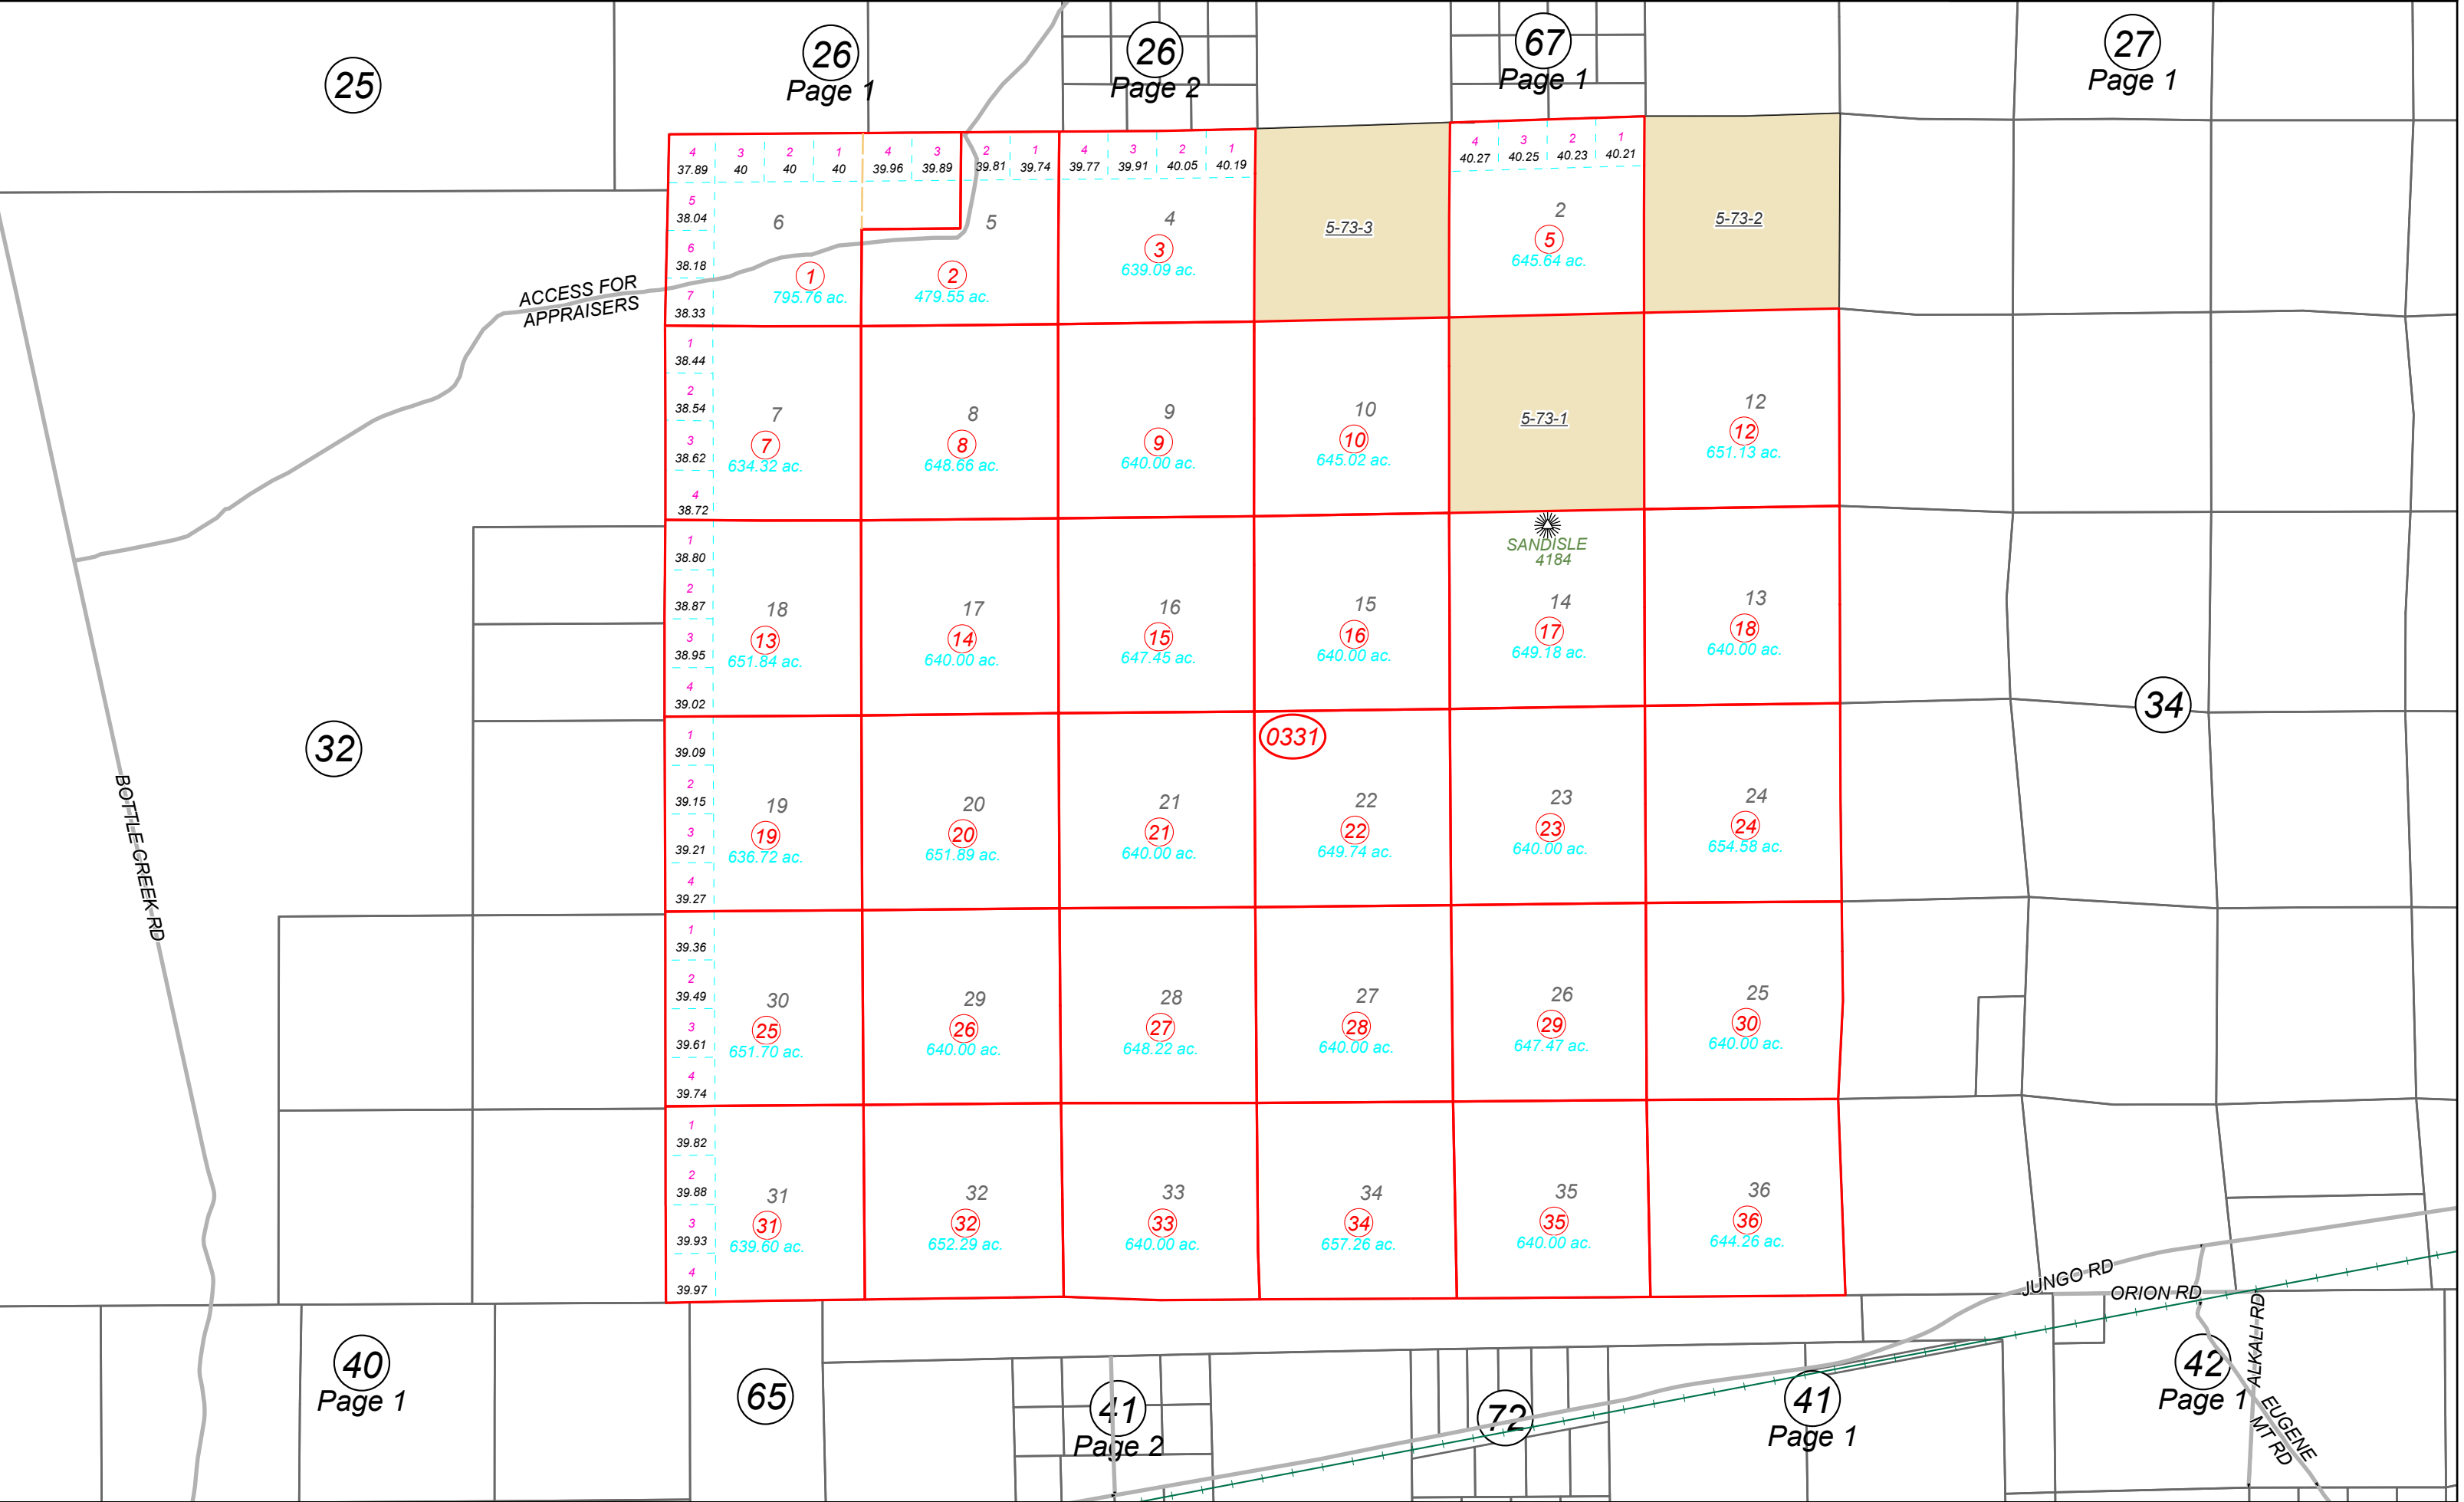 25
26
Page 1
26
Page 2
67
Page 1
27
Page 1
4 3 2 1 4 3 2 1 4 3 2 1
37.89 40 40 40 39.96 39.89 39.81 39.74 39.77 39.91 40.05 40.19
4 3 2 1
40.27 40.25 40.23 40.21
5
38.04
6
38.18
7
38.33
6
1
795.76 ac.
5
2
479.55 ac.
4
3
639.09 ac.
5-73-3
2
5
645.64 ac.
5-73-2
ACCESS FOR
APPRAISERS
1
38.44
2
38.54
3
38.62
4
38.72
7
7
634.32 ac.
8
8
648.66 ac.
9
9
640.00 ac.
10
10
645.02 ac.
5-73-1
12
12
651.13 ac.
SANDISLE
4184
1
38.80
2
38.87
3
38.95
4
39.02
18
13
651.84 ac.
17
14
640.00 ac.
16
15
647.45 ac.
15
16
640.00 ac.
14
17
649.18 ac.
13
18
640.00 ac.
32
34
0331
BOTTLE CREEK RD
1
39.09
2
39.15
3
39.21
4
39.27
19
19
636.72 ac.
20
20
651.89 ac.
21
21
640.00 ac.
22
22
649.74 ac.
23
23
640.00 ac.
24
24
654.58 ac.
1
39.36
2
39.49
3
39.61
4
39.74
30
25
651.70 ac.
29
26
640.00 ac.
28
27
648.22 ac.
27
28
640.00 ac.
26
29
647.47 ac.
25
30
640.00 ac.
1
39.82
2
39.88
3
39.93
4
39.97
31
31
639.60 ac.
32
32
652.29 ac.
33
33
640.00 ac.
34
34
657.26 ac.
35
35
640.00 ac.
36
36
644.26 ac.
JUNGO RD
ORION RD
ALKALI RD
EUGENE
MT RD
40
Page 1
65
41
Page 2
72
41
Page 1
42
Page 1